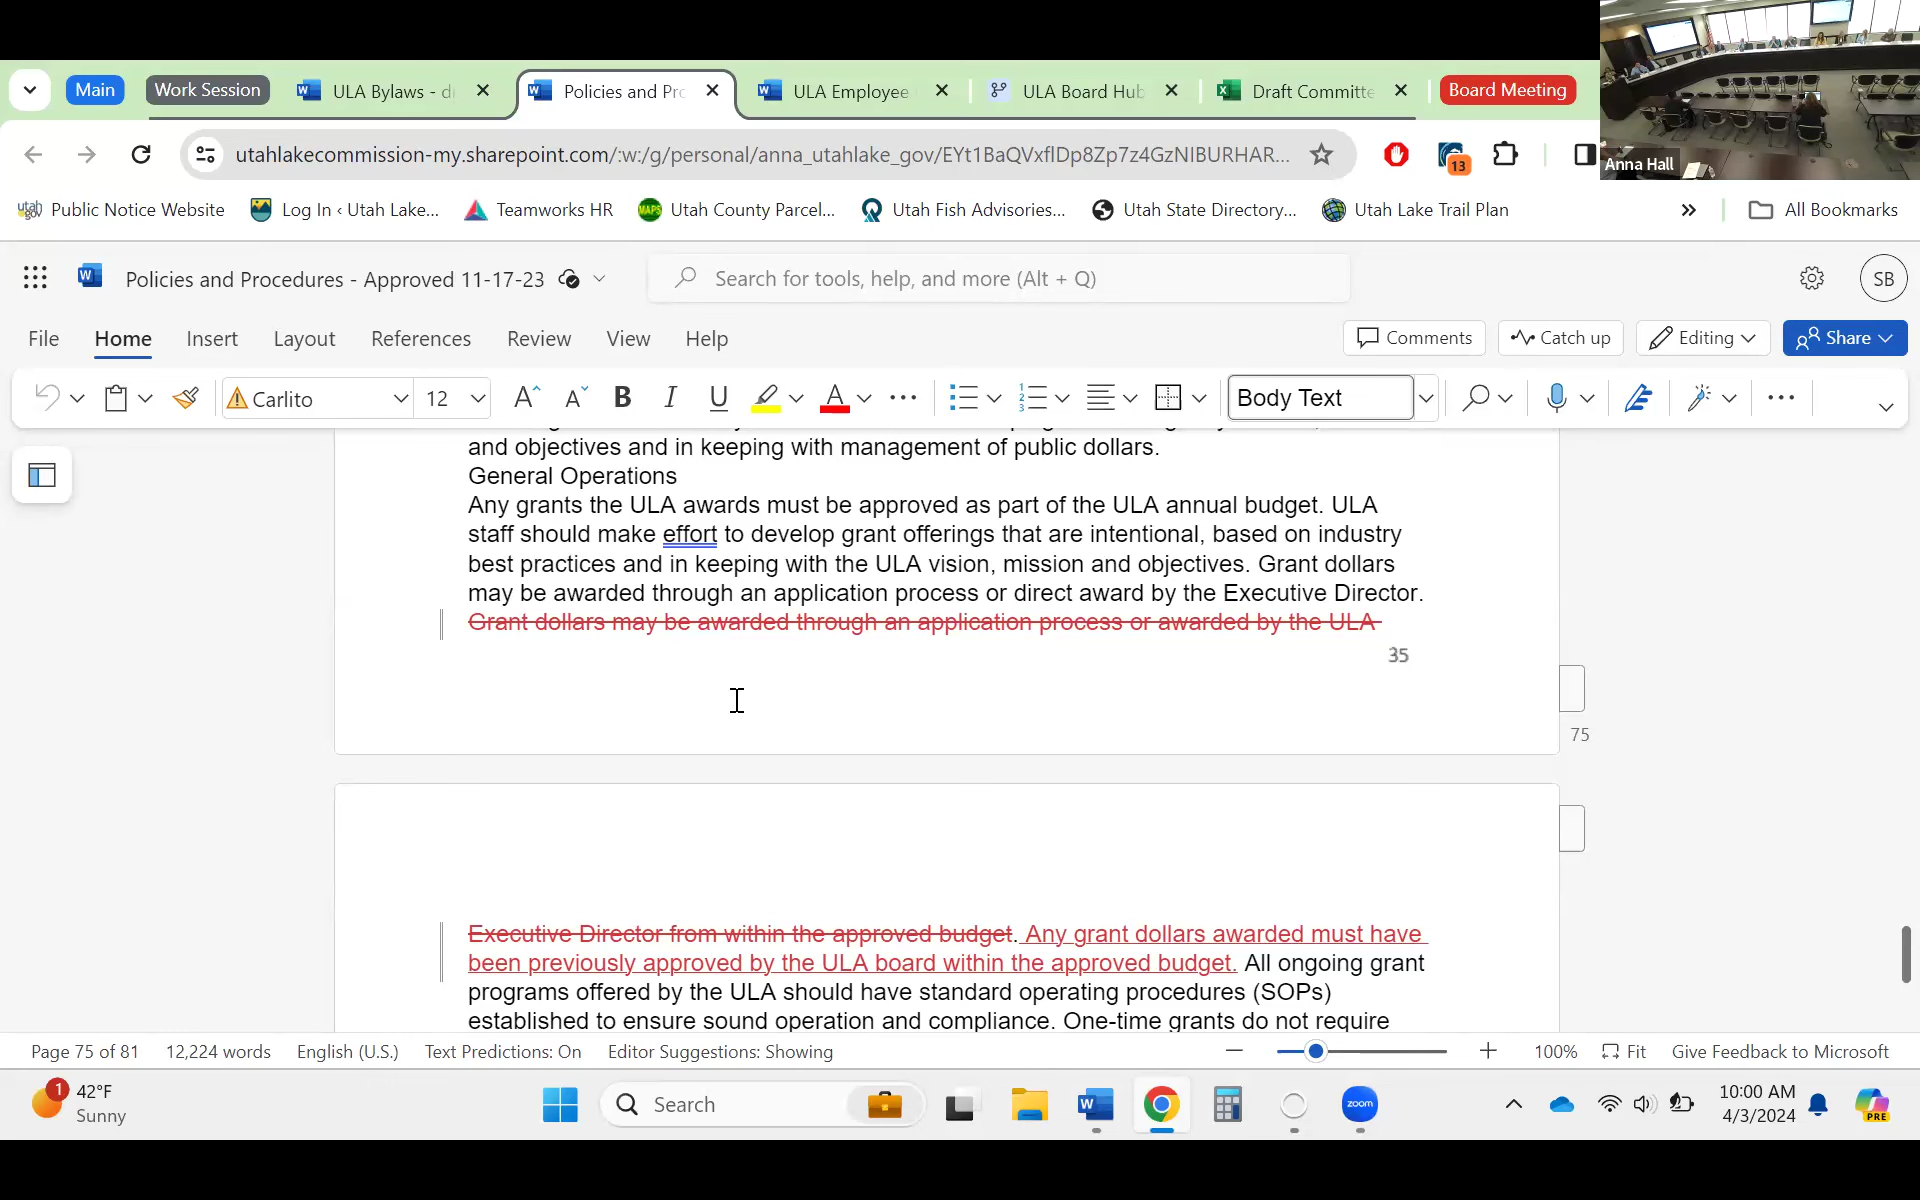 Main
Work Session
ULA Bylaws - d
Policies and Pr
ULA Employee
ULA Board Hub
Draft Committe
Board Meeting
Anna Hall
utahlakecommission-my.sharepoint.com/:w:/g/personal/anna_utahlake_gov/EYt1BaQVxflDp8Zp7z4GzNIBURHAR...
13
Public Notice Website
Log In ‹ Utah Lake...
MAPS
Utah County Parcel...
Teamworks HR
Utah Fish Advisories...
Utah State Directory...
Utah Lake Trail Plan
»
All Bookmarks
Policies and Procedures - Approved 11-17-23
Search for tools, help, and more (Alt + Q)
SB
File
Home
Insert
Layout
References
Review
View
Help
Comments
Catch up
Editing
Share
Carlito
12
Body Text
and objectives and in keeping with management of public dollars.
General Operations
Any grants the ULA awards must be approved as part of the ULA annual budget. ULA
staff should make effort to develop grant offerings that are intentional, based on industry
best practices and in keeping with the ULA vision, mission and objectives. Grant dollars
may be awarded through an application process or direct award by the Executive Director.
Grant dollars may be awarded through an application process or awarded by the ULA
35
75
Executive Director from within the approved budget. Any grant dollars awarded must have
been previously approved by the ULA board within the approved budget. All ongoing grant
programs offered by the ULA should have standard operating procedures (SOPs)
established to ensure sound operation and compliance. One-time grants do not require
Page 75 of 81
12,224 words
English (U.S.)
Text Predictions: On
Editor Suggestions: Showing
100%
Fit
Give Feedback to Microsoft
1
42°F
Sunny
Search
zoom
10:00 AM
4/3/2024
PRE